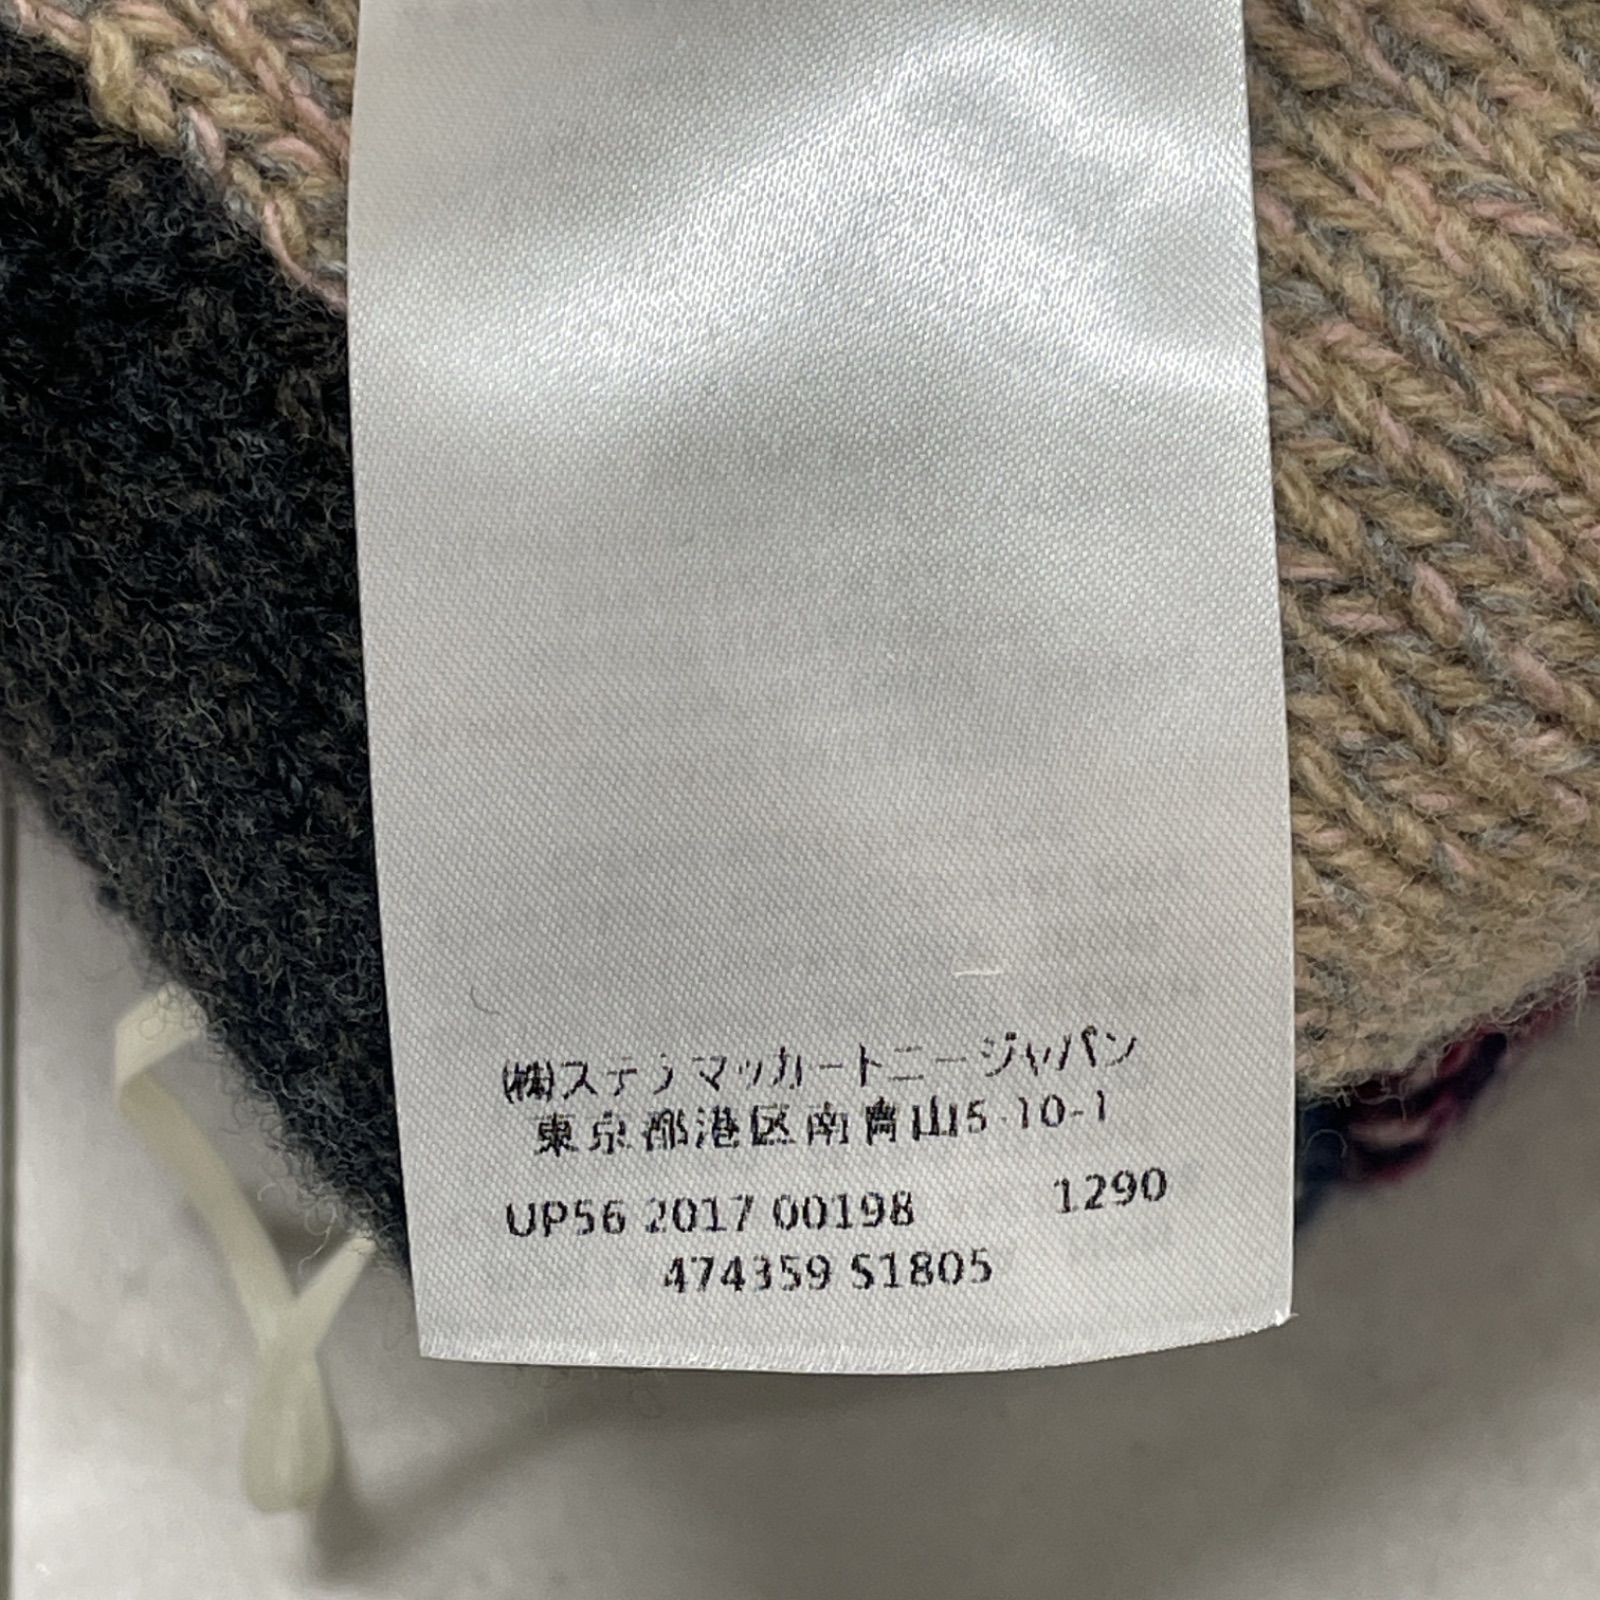 ㈱ステラマッカートニージャパン
東京都港区南青山5-10-1
UP56 2017 00198 1290
474359 S1805